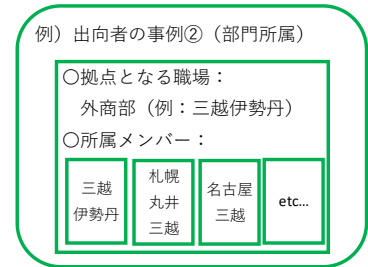 例）出向者の事例②（部門所属）
〇拠点となる職場：
外商部（例：三越伊勢丹）
〇所属メンバー：
三越
伊勢丹
札幌
丸井
三越
名古屋
三越
etc…